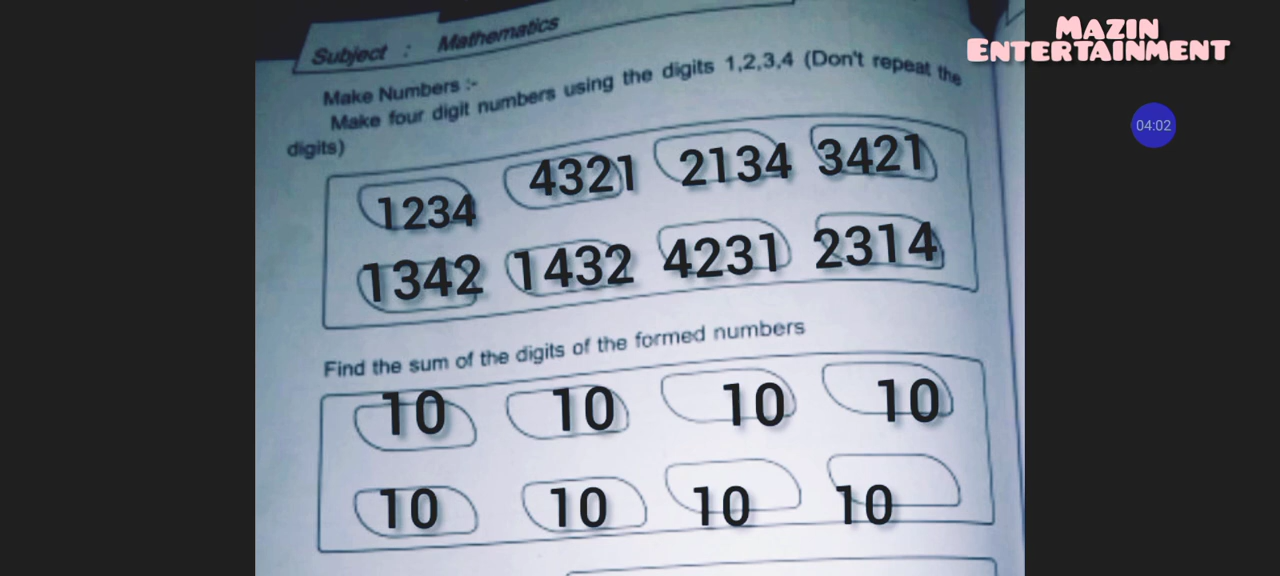 Subject : Mathematics
Make Numbers :-
Make four digit numbers using the digits 1,2,3,4 (Don't repeat the
digits)
1234 4321 2134 3421
1342 1432 4231 2314
Find the sum of the digits of the formed numbers
10 10 10 10
10 10 10 10
MAZIN
ENTERTAINMENT
04:02